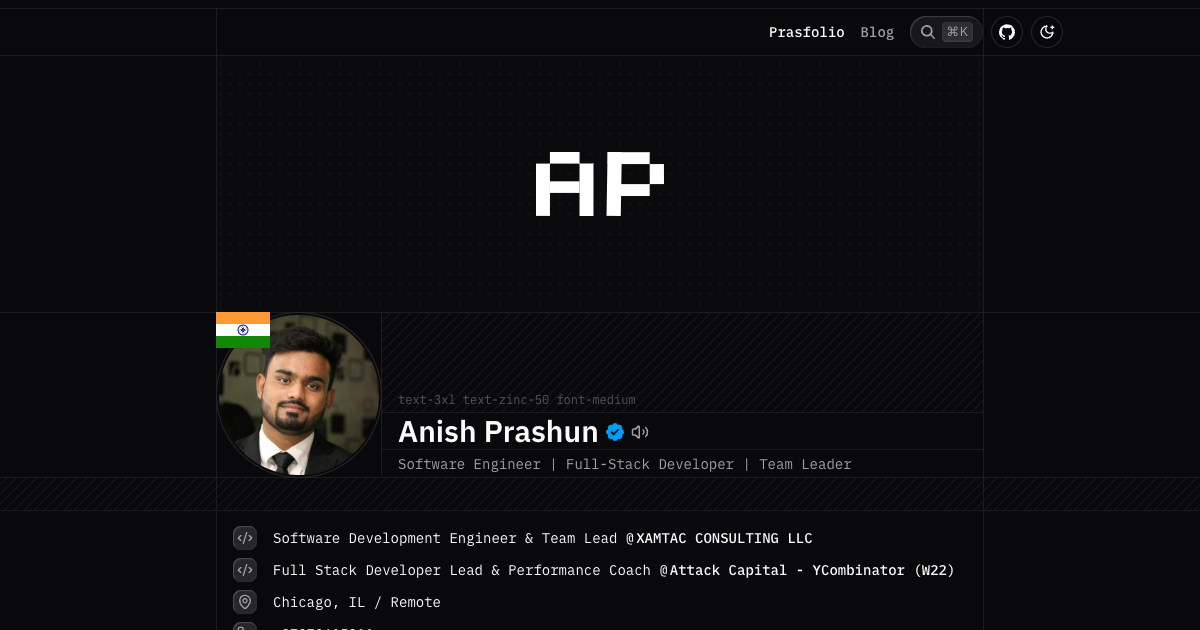 Prasfolio Blog ⌘K
AP
text-3xl text-zinc-50 font-medium
Anish Prashun
Software Engineer | Full-Stack Developer | Team Leader
Software Development Engineer & Team Lead @XAMTAC CONSULTING LLC
Full Stack Developer Lead & Performance Coach @Attack Capital - YCombinator (W22)
Chicago, IL / Remote